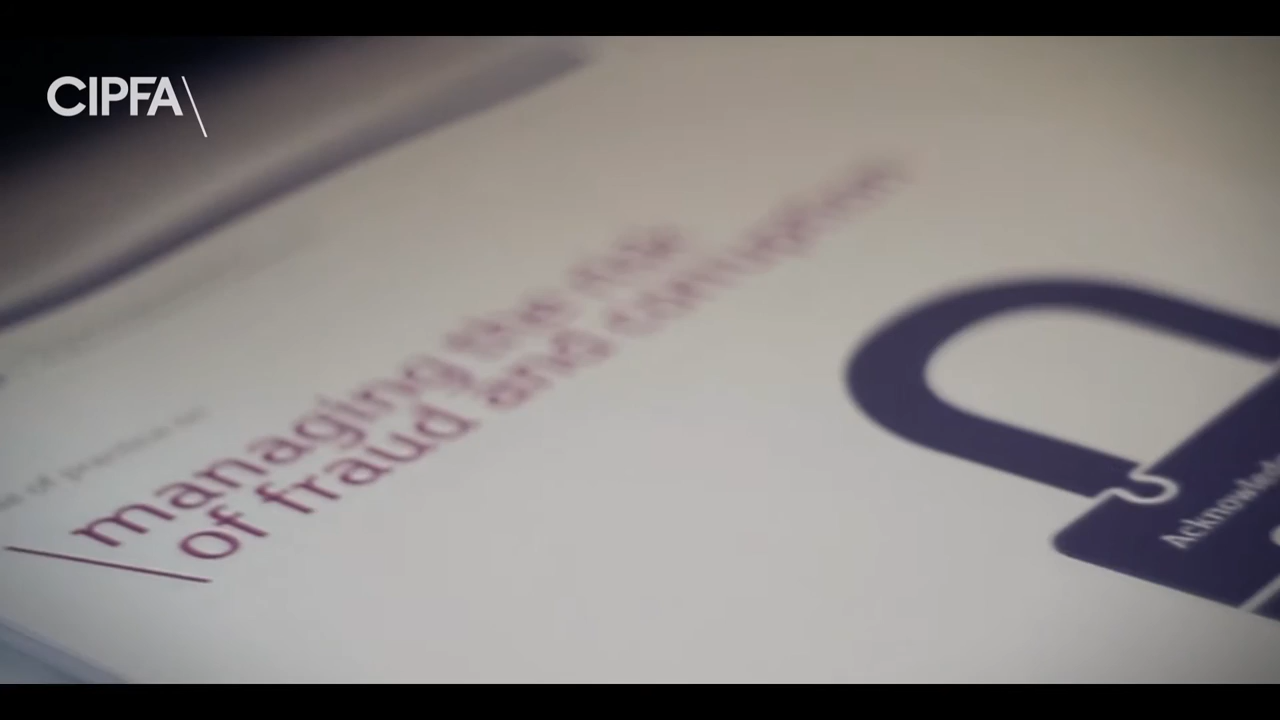 CIPFA\
managing the risk
of fraud and corruption